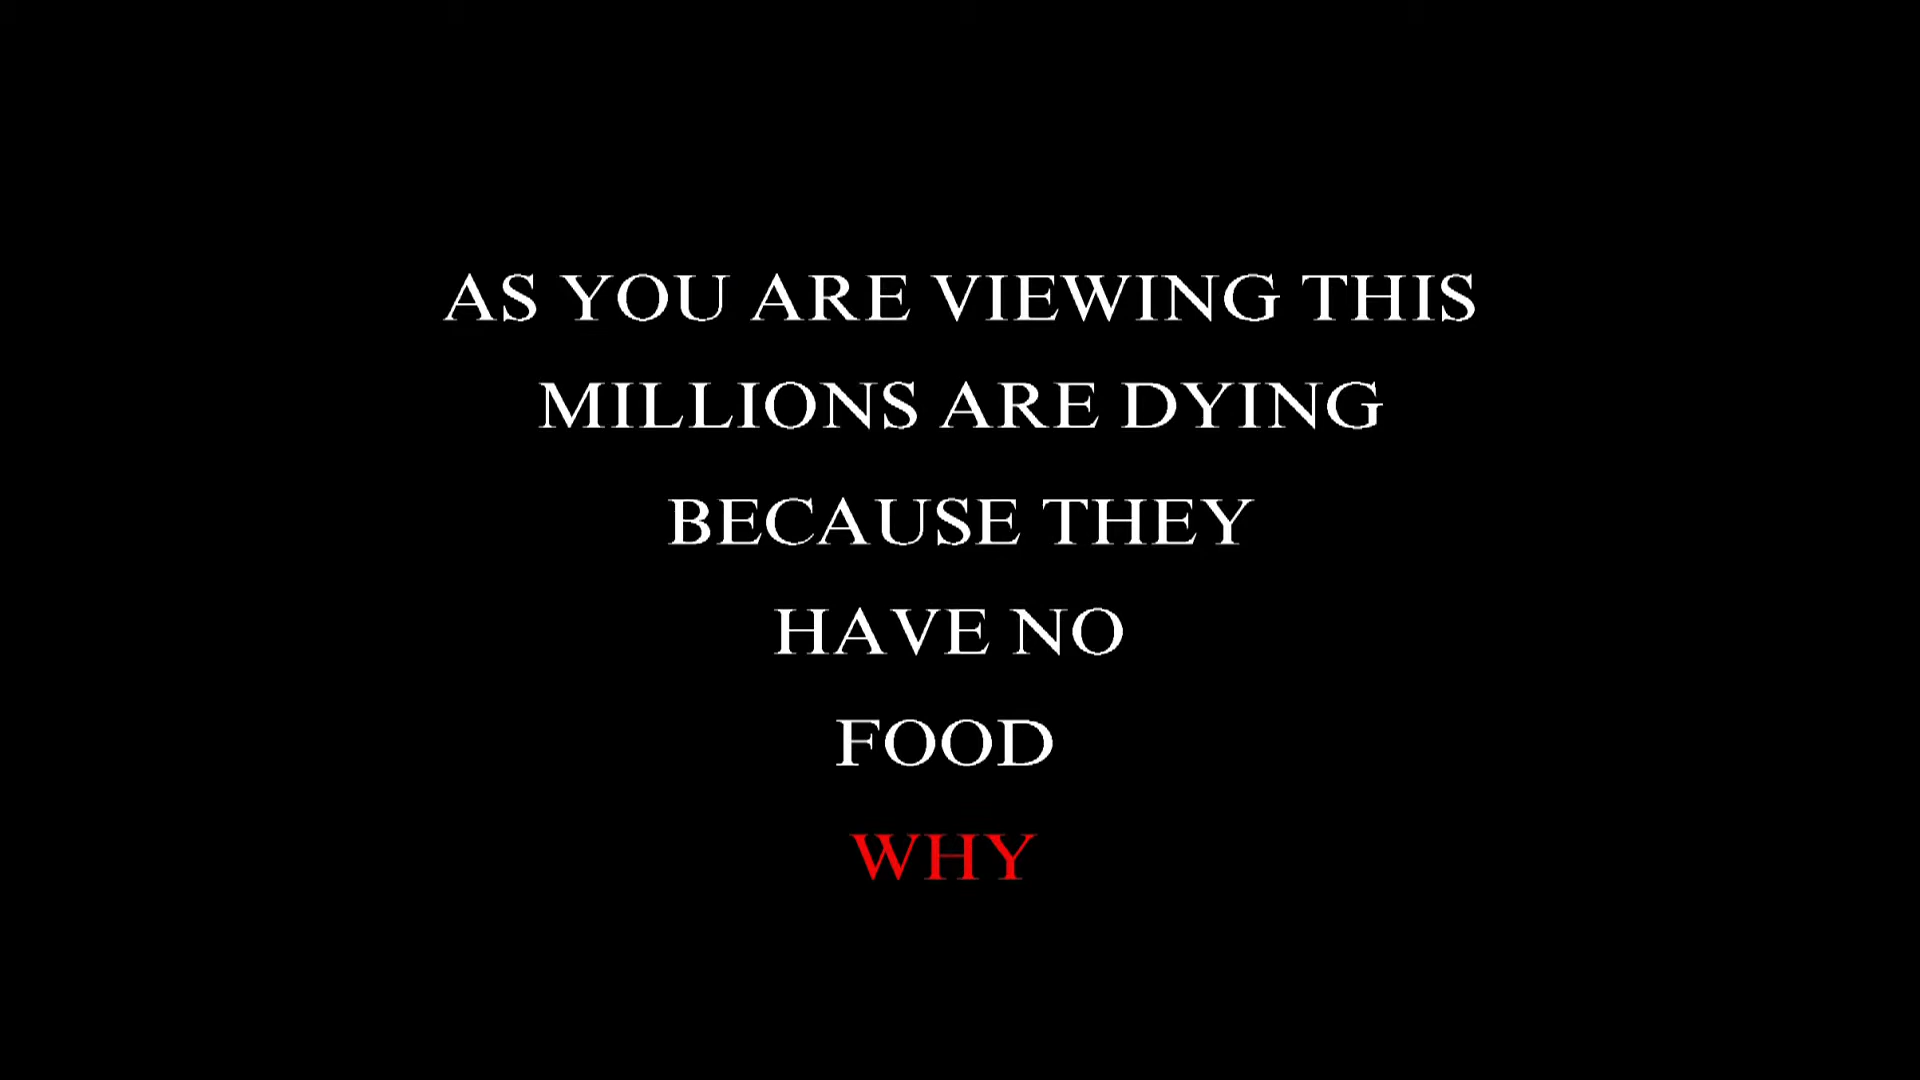 AS YOU ARE VIEWING THIS
MILLIONS ARE DYING
BECAUSE THEY
HAVE NO
FOOD
WHY